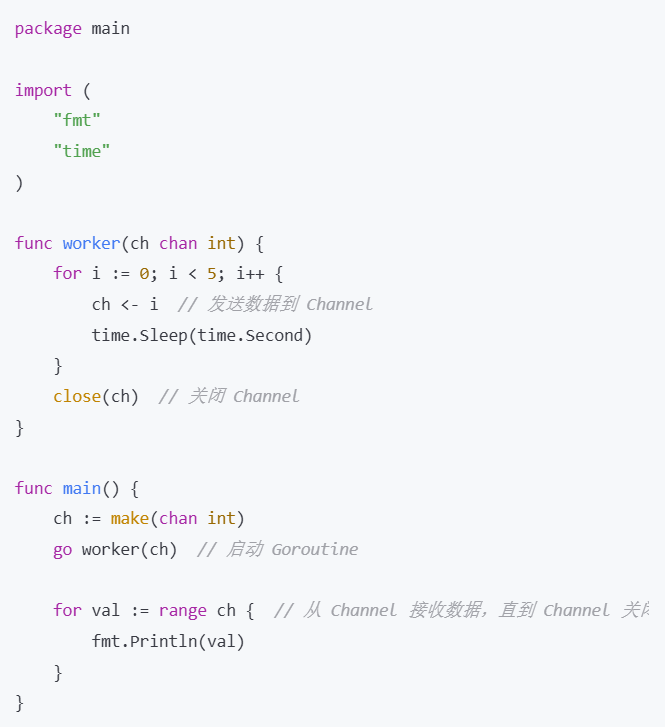 package main

import (
    "fmt"
    "time"
)

func worker(ch chan int) {
    for i := 0; i < 5; i++ {
        ch <- i  // 发送数据到 Channel
        time.Sleep(time.Second)
    }
    close(ch)  // 关闭 Channel
}

func main() {
    ch := make(chan int)
    go worker(ch)  // 启动 Goroutine

    for val := range ch {  // 从 Channel 接收数据，直到 Channel 关闭
        fmt.Println(val)
    }
}